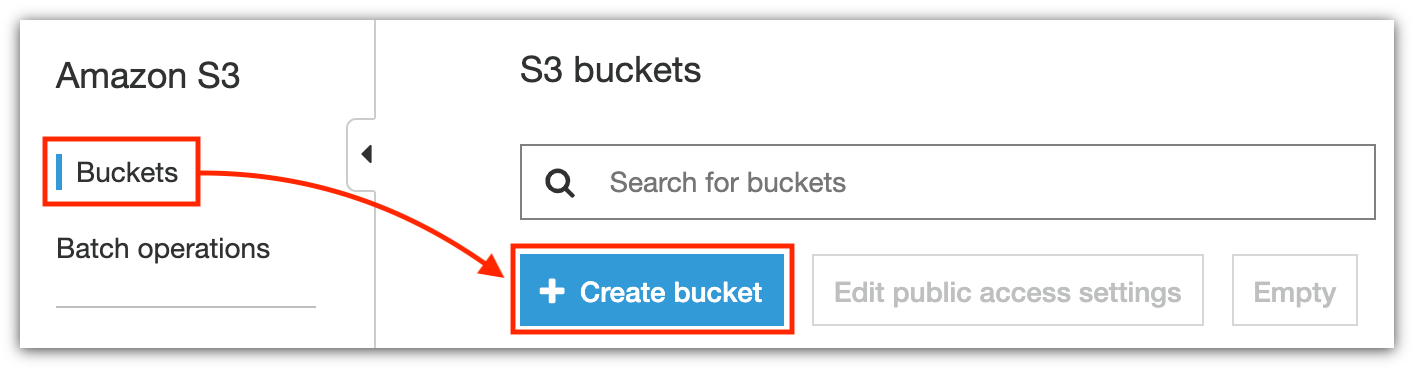 Amazon S3
Buckets
Batch operations
S3 buckets
Search for buckets
Create bucket
Edit public access settings
Empty